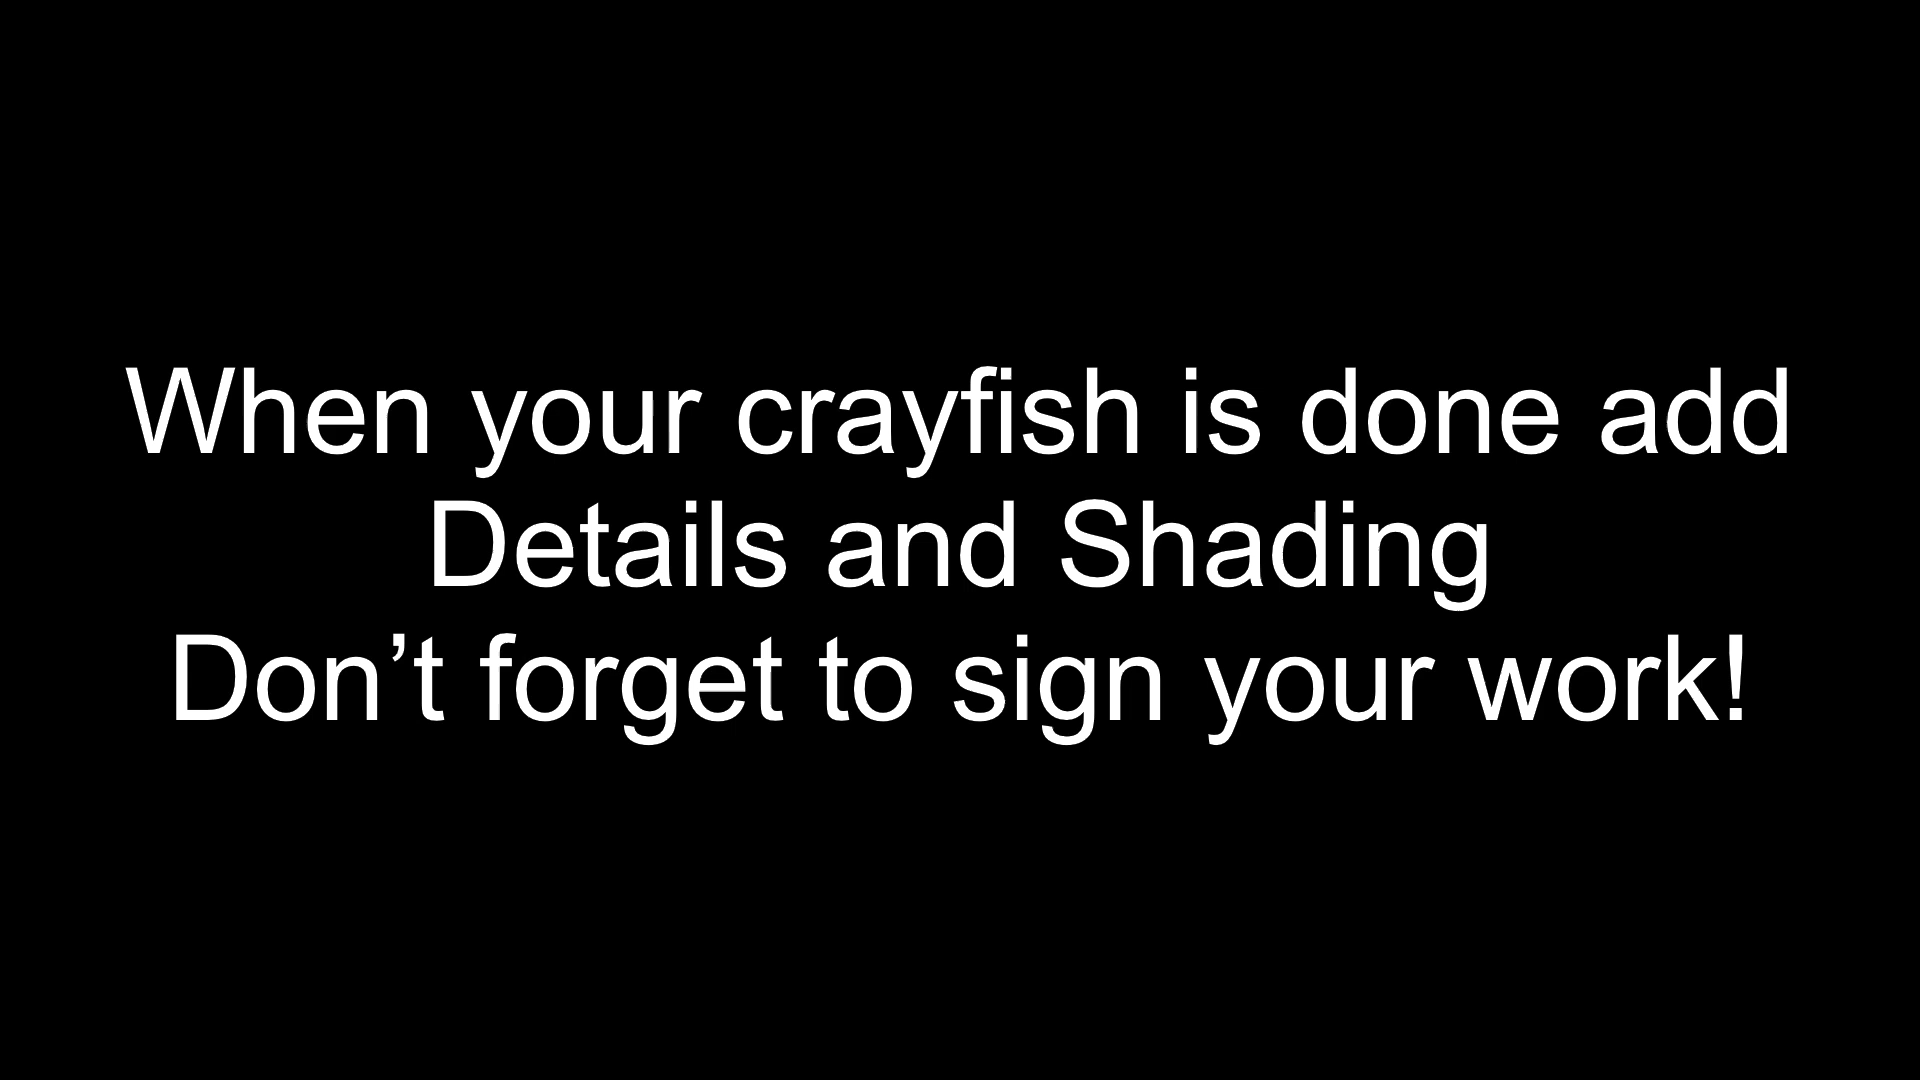 When your crayfish is done add
Details and Shading
Don’t forget to sign your work!